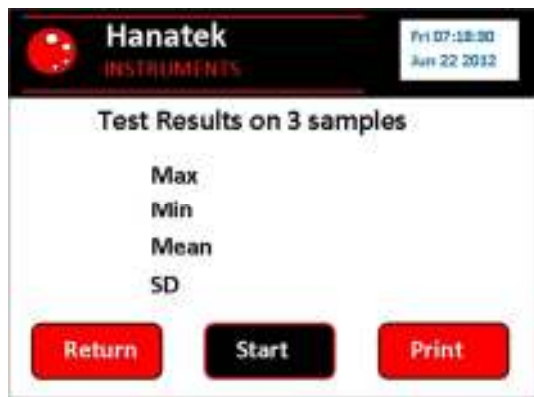 Hanatek
INSTRUMENTS
Fri 07:18:30
Jun 22 2012
Test Results on 3 samples
Max
Min
Mean
SD
Return
Start
Print